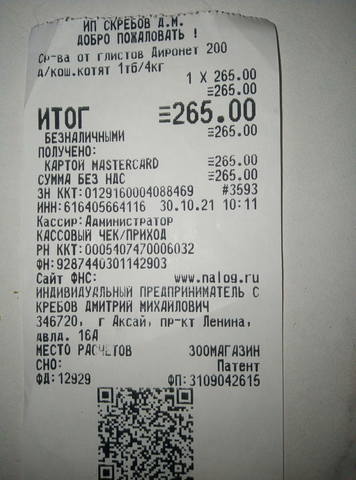 ИП СКРЕБОВ Д.М.
ДОБРО ПОЖАЛОВАТЬ !
Ср-ва от глистов Диронет 200
д/кош.котят 1тб/4кг
1 X 265.00
≡265.00
ИТОГ ≡265.00
БЕЗНАЛИЧНЫМИ ≡265.00
ПОЛУЧЕНО:
КАРТОЙ MASTERCARD ≡265.00
СУММА БЕЗ НДС ≡265.00
ЗН ККТ:0129160004088469 #3593
ИНН:616405664116 30.10.21 10:11
Кассир:Администратор
КАССОВЫЙ ЧЕК/ПРИХОД
РН ККТ:0005407470006032
ФН:9287440301142903
Сайт ФНС: www.nalog.ru
ИНДИВИДУАЛЬНЫЙ ПРЕДПРИНИМАТЕЛЬ С
КРЕБОВ ДМИТРИЙ МИХАЙЛОВИЧ
346720, г Аксай, пр-кт Ленина,
двлд. 16А
МЕСТО РАСЧЕТОВ ЗООМАГАЗИН
СНО: Патент
ФД:12929 ФП:3109042615